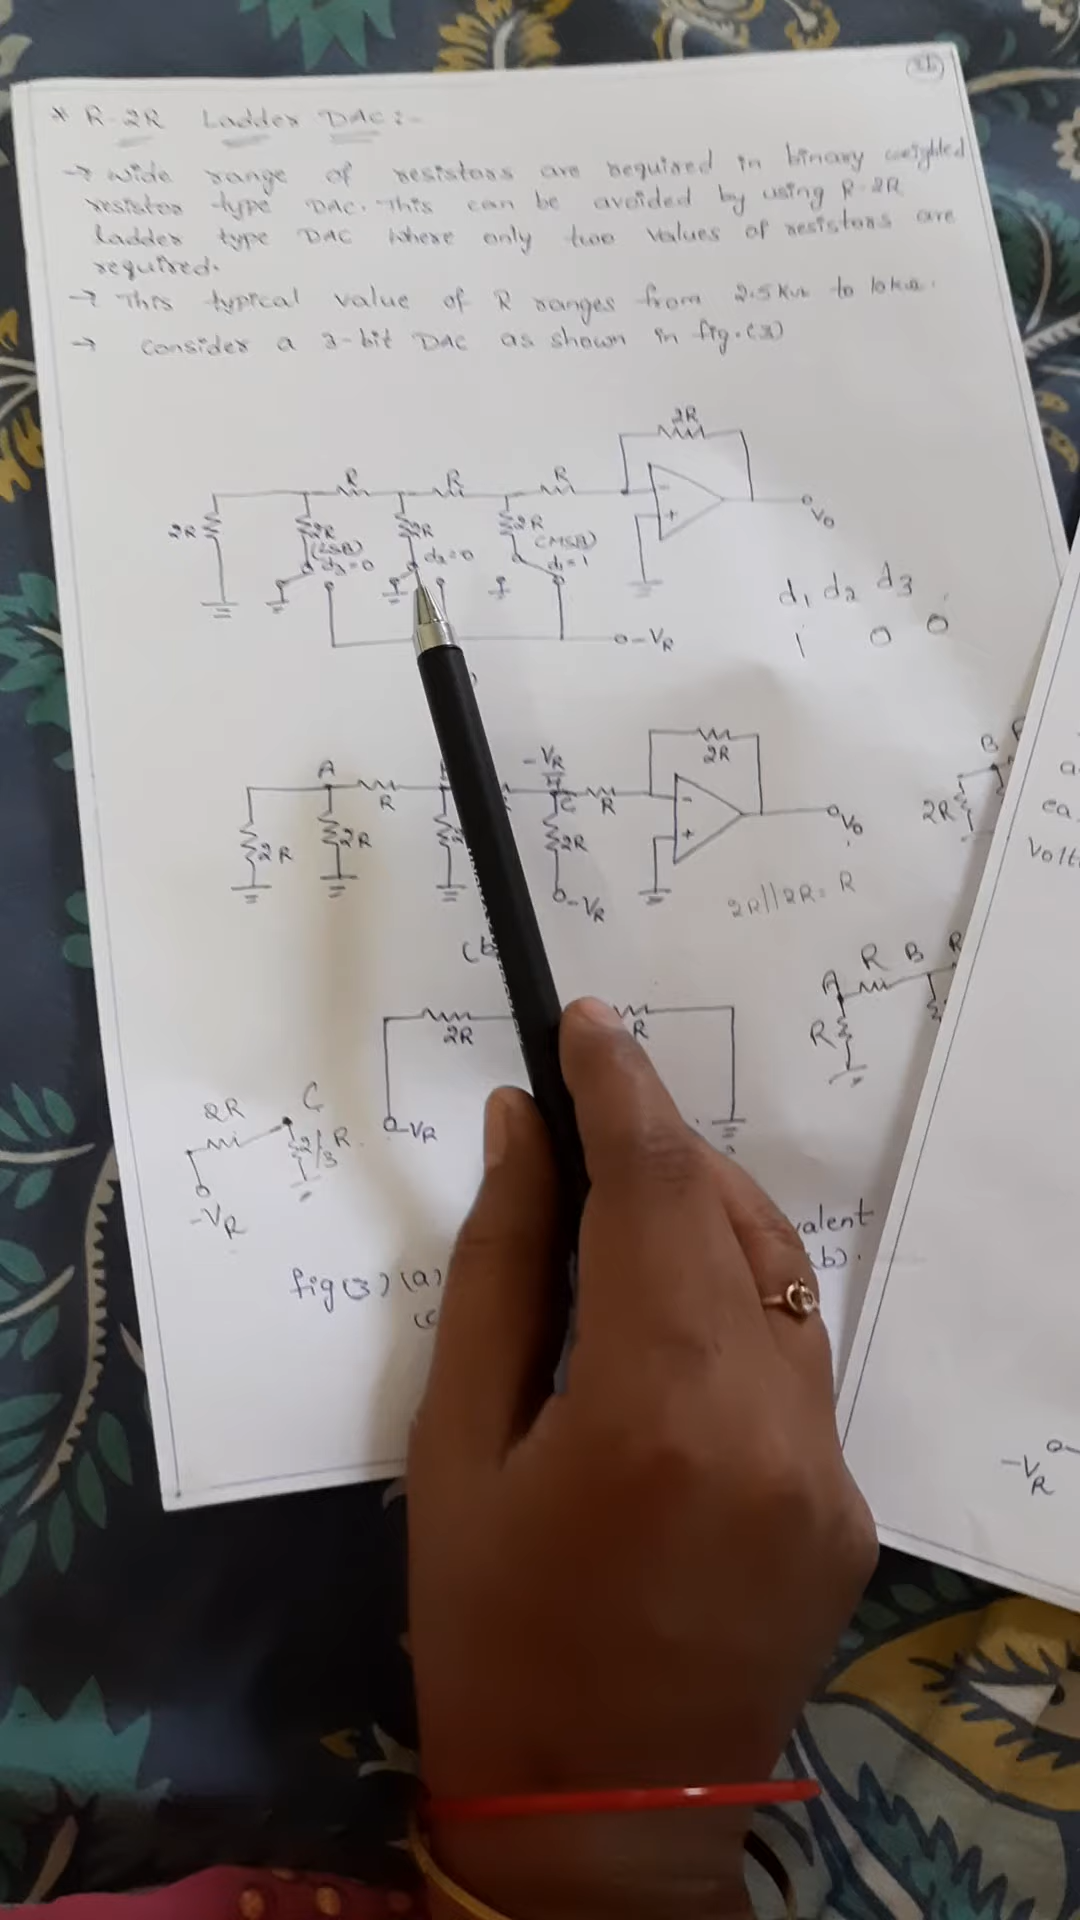 * R-2R Ladder DAC :-
→ Wide range of resistors are required in binary weighted
resistor type DAC. This can be avoided by using R-2R
Ladder type DAC where only two values of resistors are
required.
→ This typical value of R ranges from 2.5KΩ to 10KΩ.
→ Consider a 3-bit DAC as shown in fig.(3)
2R
R R R
2R 2R 2R 2R
- + Vo
(LSB) d3=0 d2=0 (MSB) d1=1
-VR
d1 d2 d3
1 0 0
A -VR/4 2R
R C R - + Vo
2R 2R 2R
-VR
2R||2R = R
B
2R
A R B R
R
2R R
-VR
2R C
2/3 R
-VR
valent
fig(3) (a) (b).
(c
a
ea
Volt
-VR